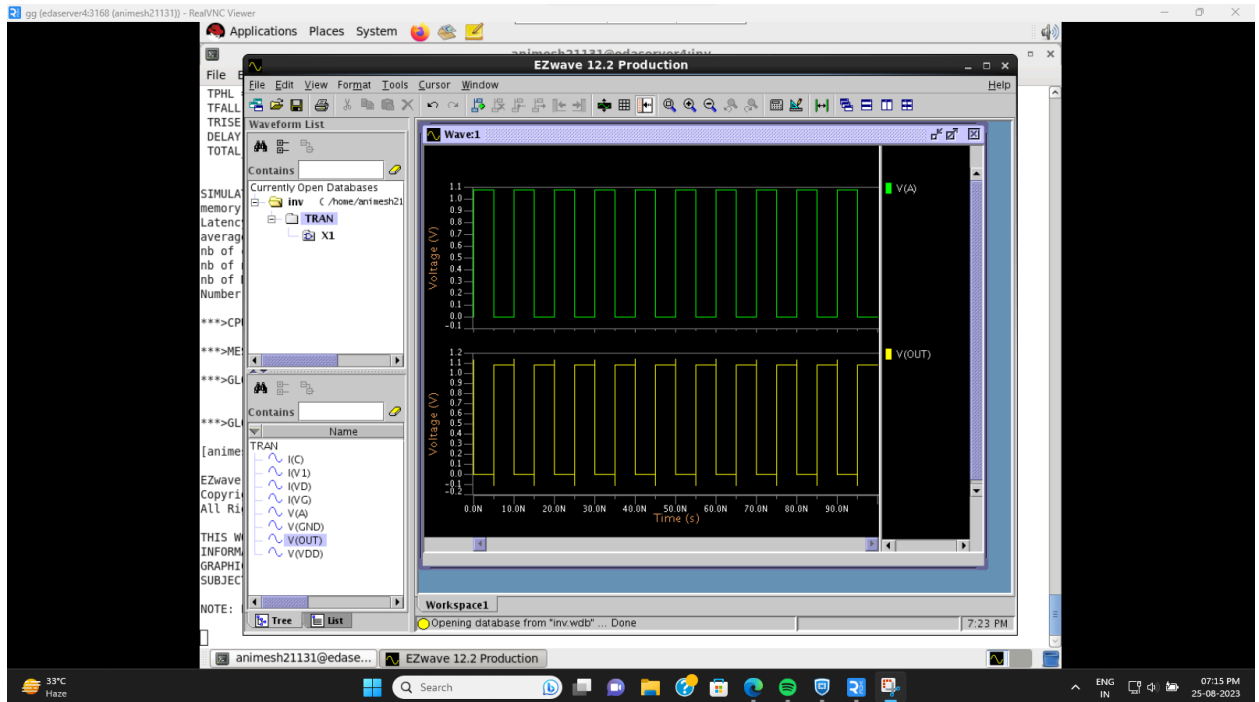 gg (edaserver4:3168 (animesh21131)) - RealVNC Viewer
Applications Places System
animesh21131@edaserver4:inv
EZwave 12.2 Production
File
File Edit View Format Tools Cursor Window Help
TPHL
TFALL
TRISE
DELAY
TOTAL
Waveform List
Contains
Currently Open Databases
inv ( /home/animesh21
TRAN
X1
SIMULA
memory
Latenc
averag
nb of
nb of
nb of
Number
***>CP
***>ME
***>GL
***>GL
[anime
EZwave
Copyri
All Ri
THIS W
INFORM
GRAPHI
SUBJEC
NOTE:
Contains
Name
TRAN
I(C)
I(V1)
I(VD)
I(VG)
V(A)
V(GND)
V(OUT)
V(VDD)
Tree List
Wave:1
V(A)
Voltage (V)
1.1
1.0
0.9
0.8
0.7
0.6
0.5
0.4
0.3
0.2
0.1
0.0
-0.1
V(OUT)
Voltage (V)
1.2
1.1
1.0
0.9
0.8
0.7
0.6
0.5
0.4
0.3
0.2
0.1
0.0
-0.1
-0.2
0.0N 10.0N 20.0N 30.0N 40.0N 50.0N 60.0N 70.0N 80.0N 90.0N
Time (s)
Workspace1
Opening database from "inv.wdb" ... Done
7:23 PM
animesh21131@edase... EZwave 12.2 Production
33°C
Haze
Search
ENG
IN
07:15 PM
25-08-2023